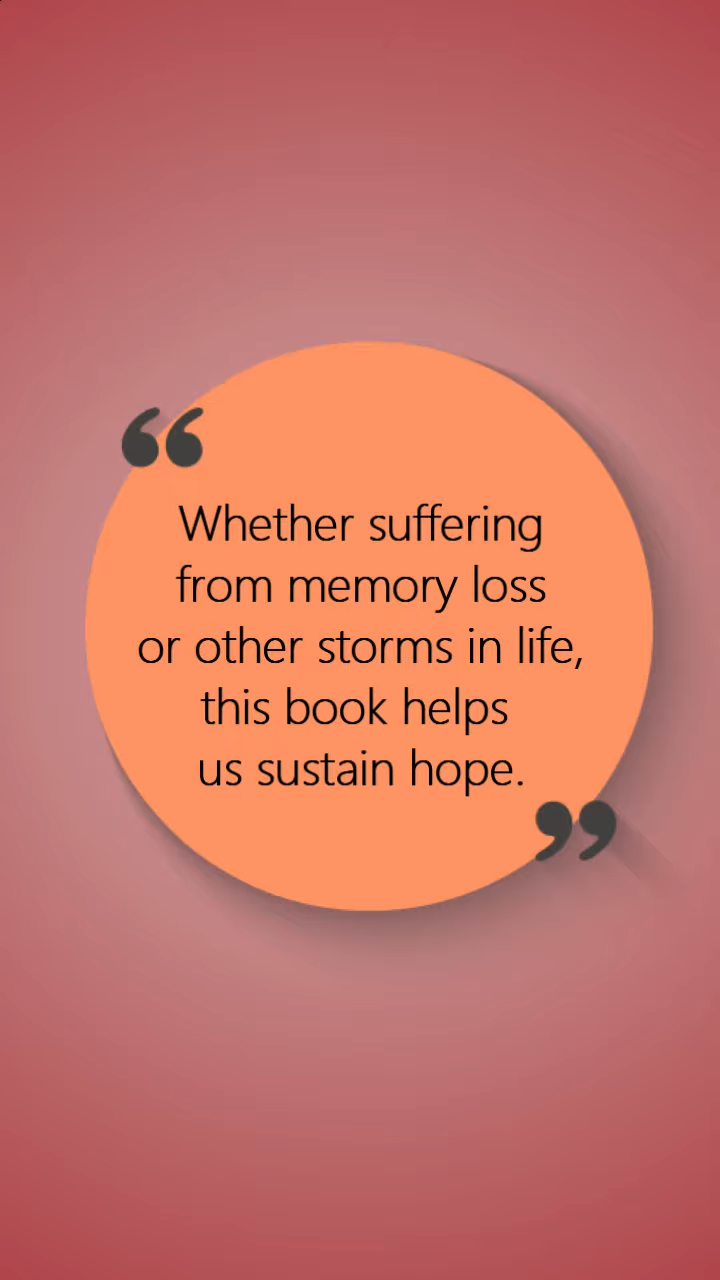 “
Whether suffering
from memory loss
or other storms in life,
this book helps
us sustain hope.
”